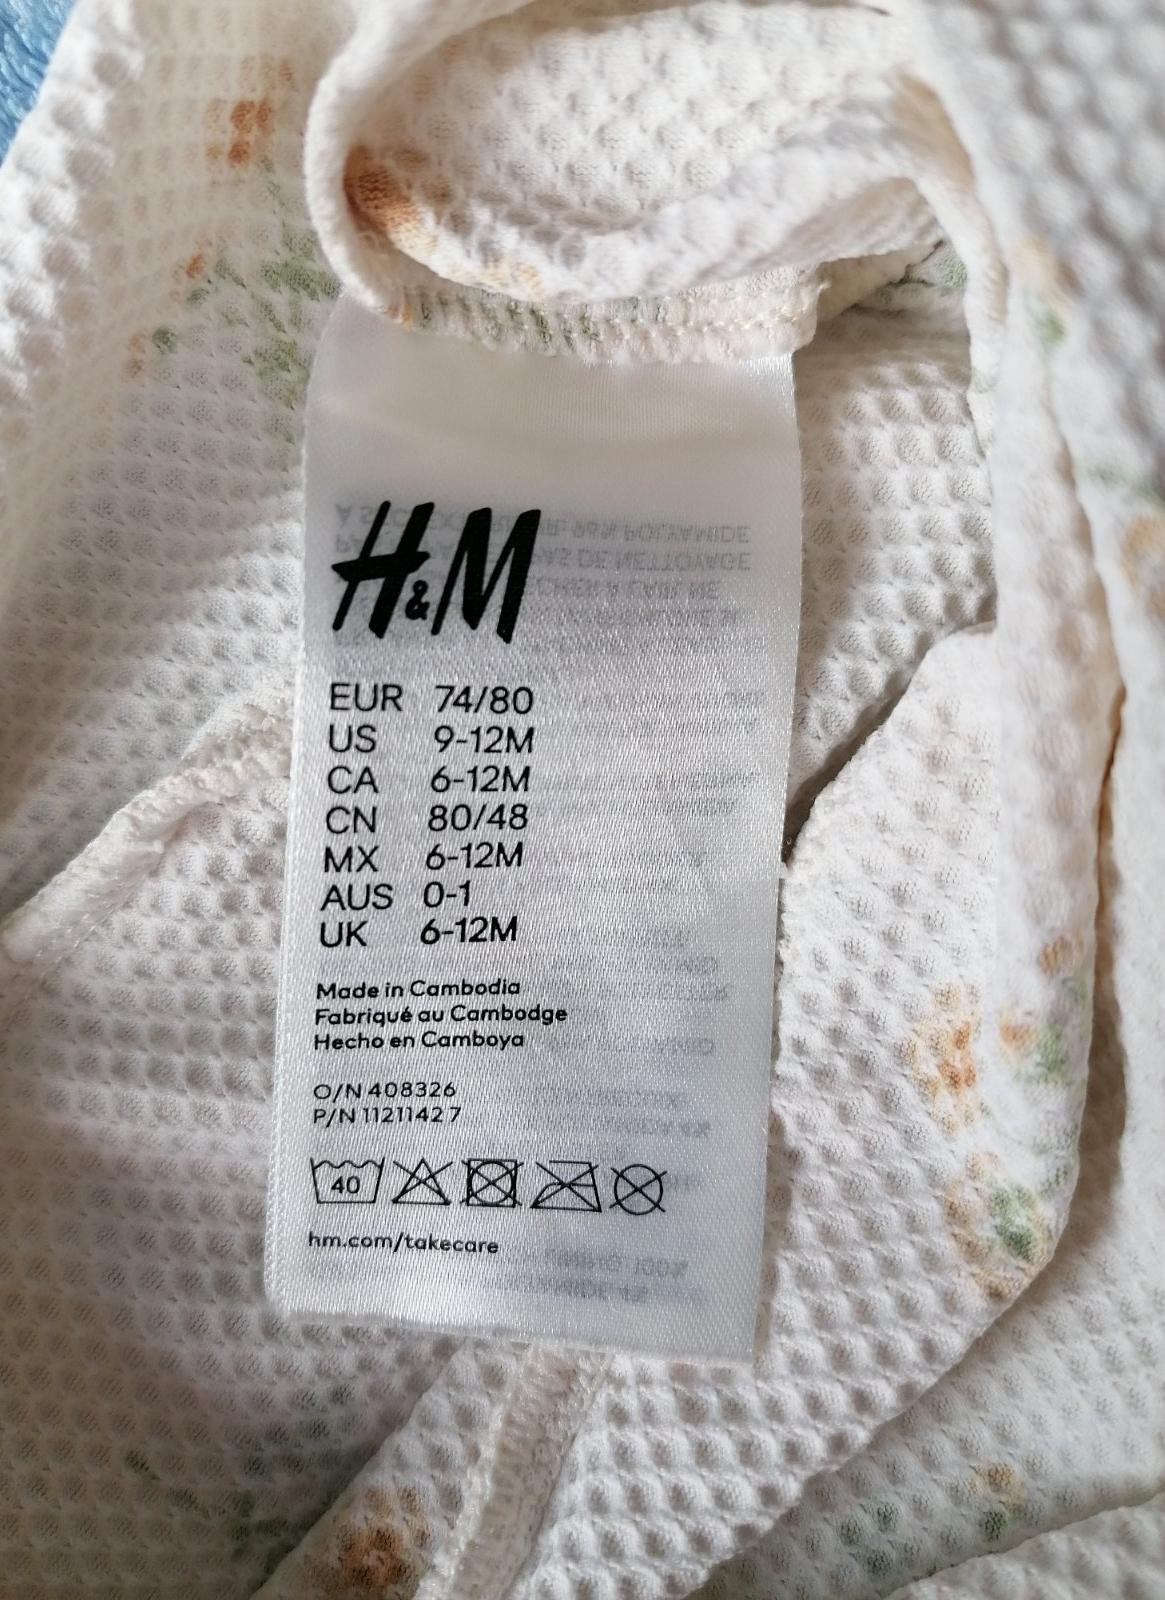 H&M
EUR 74/80
US 9-12M
CA 6-12M
CN 80/48
MX 6-12M
AUS 0-1
UK 6-12M
Made in Cambodia
Fabriqué au Cambodge
Hecho en Camboya
O/N 408326
P/N 11211427
40
hm.com/takecare